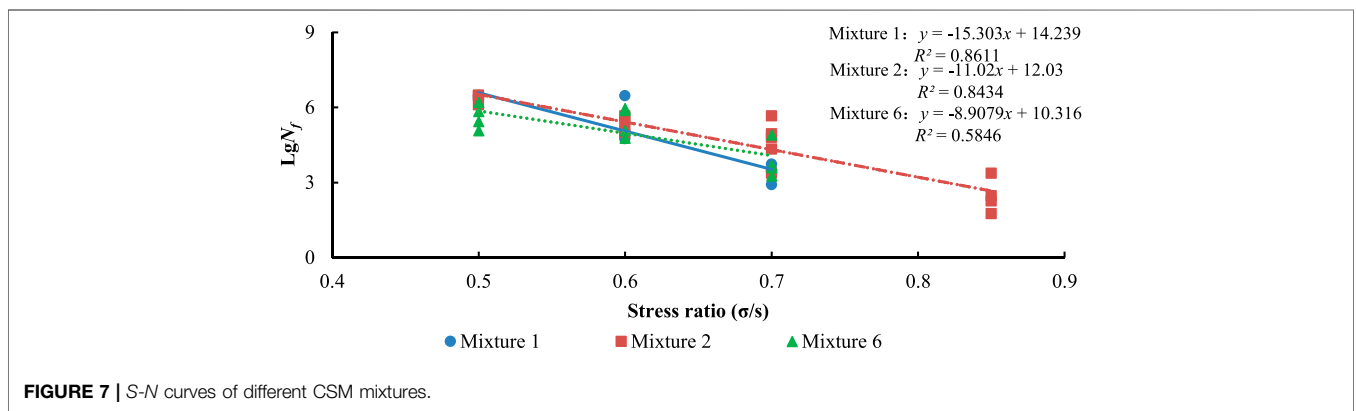 Mixture 1： y = -15.303x + 14.239
R² = 0.8611
Mixture 2： y = -11.02x + 12.03
R² = 0.8434
Mixture 6： y = -8.9079x + 10.316
R² = 0.5846
LgNf
9
6
3
0
0.4 0.5 0.6 0.7 0.8 0.9
Stress ratio (σ/s)
Mixture 1 Mixture 2 Mixture 6
FIGURE 7 | S-N curves of different CSM mixtures.